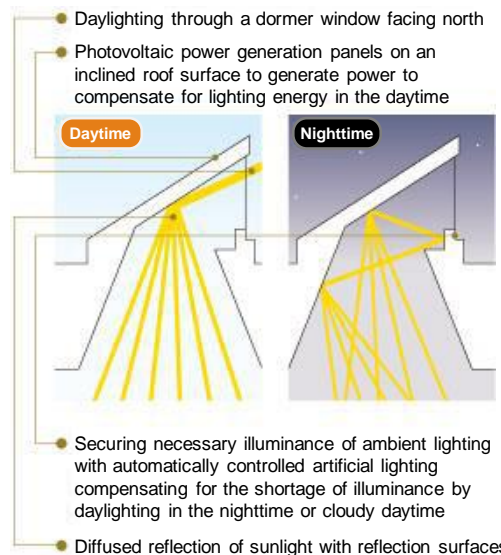 Daylighting through a dormer window facing north
Photovoltaic power generation panels on an
inclined roof surface to generate power to
compensate for lighting energy in the daytime
Daytime
Nighttime
Securing necessary illuminance of ambient lighting
with automatically controlled artificial lighting
compensating for the shortage of illuminance by
daylighting in the nighttime or cloudy daytime
Diffused reflection of sunlight with reflection surfaces